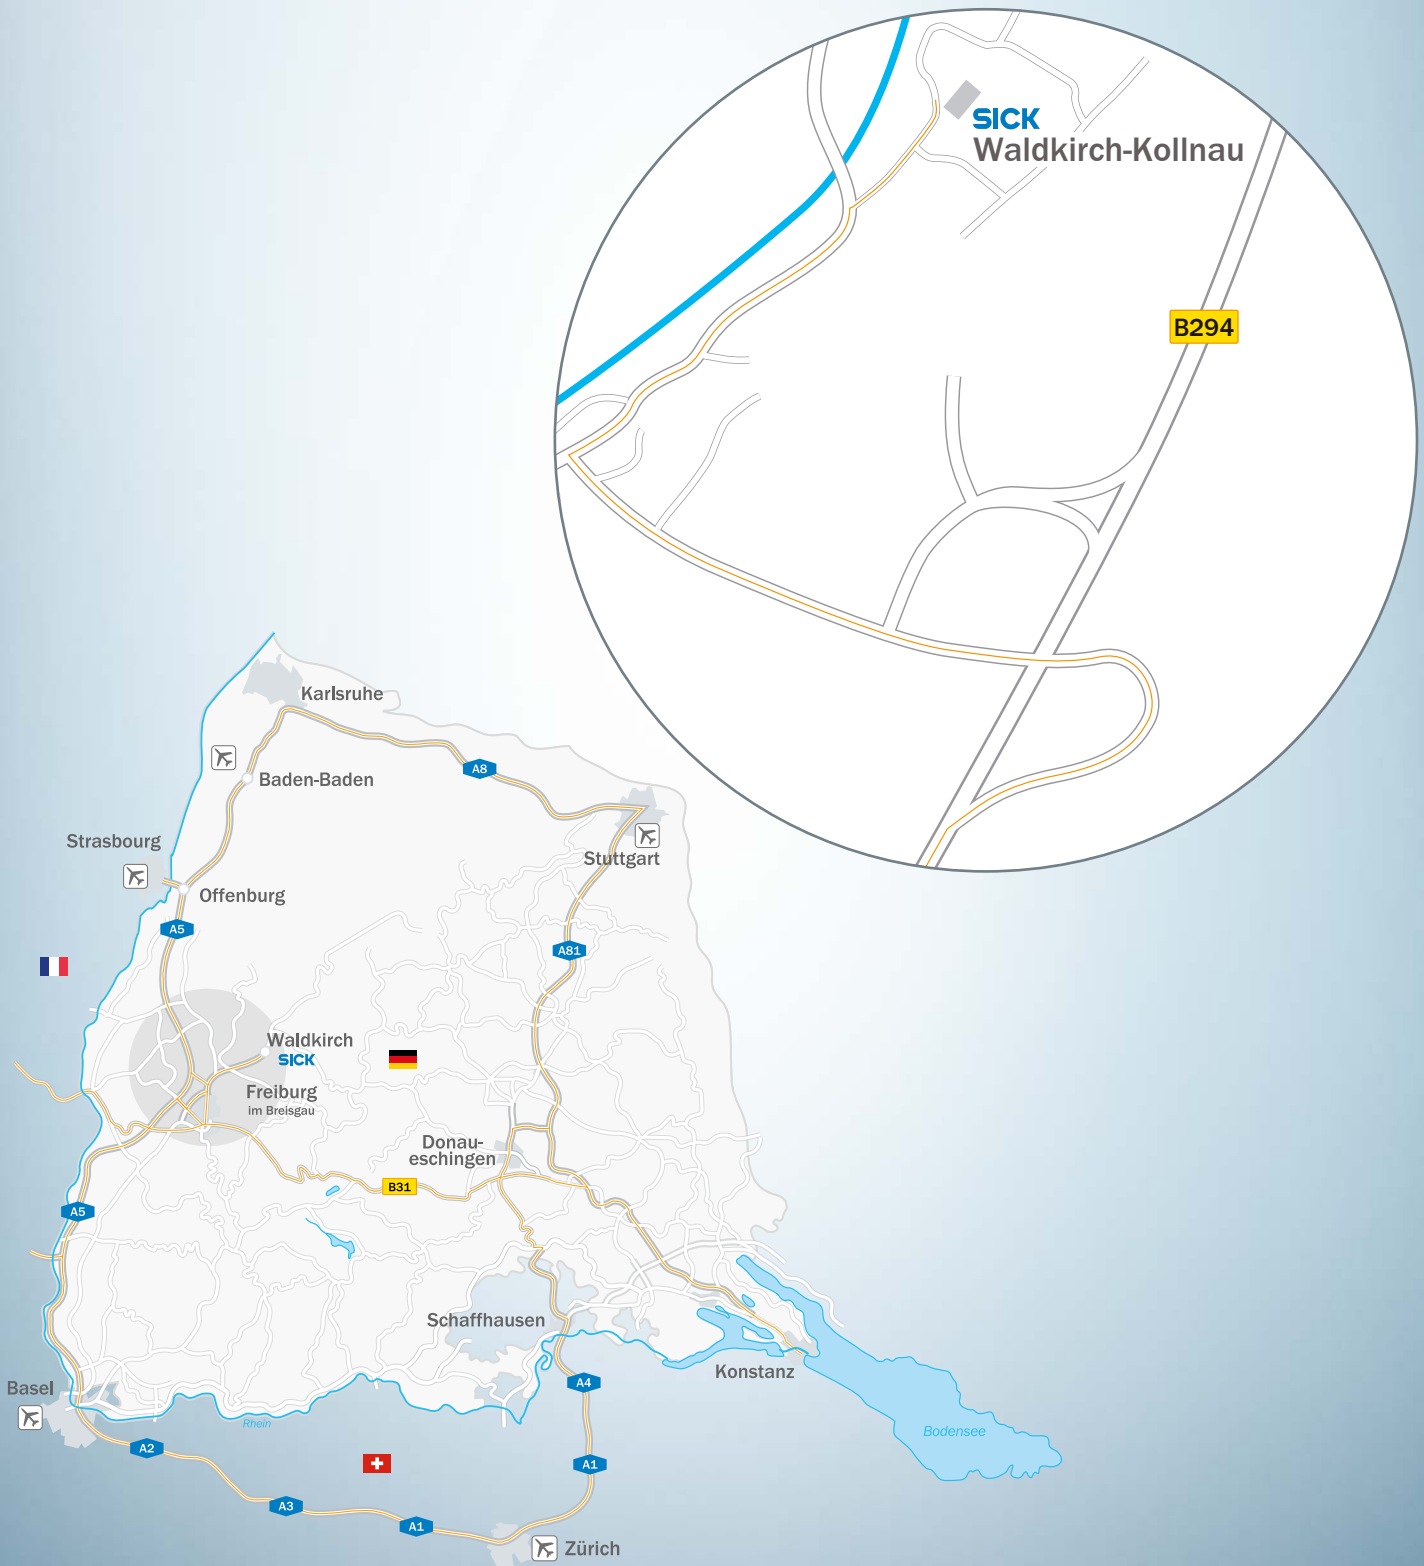 SICK
Waldkirch-Kollnau
B294
Karlsruhe
Baden-Baden
A8
Strasbourg
Stuttgart
Offenburg
A5
A81
Waldkirch
SICK
Freiburg
im Breisgau
Donau-
eschingen
B31
A5
Schaffhausen
Konstanz
Basel
A4
Rhein
Bodensee
A2
A1
A3
A1
Zürich